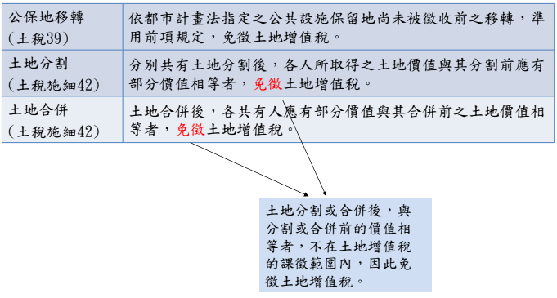 公保地移轉
(土稅39)
依都市計畫法指定之公共設施保留地尚未被徵收前之移轉，準
用前項規定，免徵土地增值稅。
土地分割
(土稅施細42)
分別共有土地分割後，各人所取得之土地價值與其分割前應有
部分價值相等者，免徵土地增值稅。
土地合併
(土稅施細42)
土地合併後，各共有人應有部分價值與其合併前之土地價值相
等者，免徵土地增值稅。
土地分割或合併後，與
分割或合併前的價值相
等者，不在土地增值稅
的課徵範圍內，因此免
徵土地增值稅。